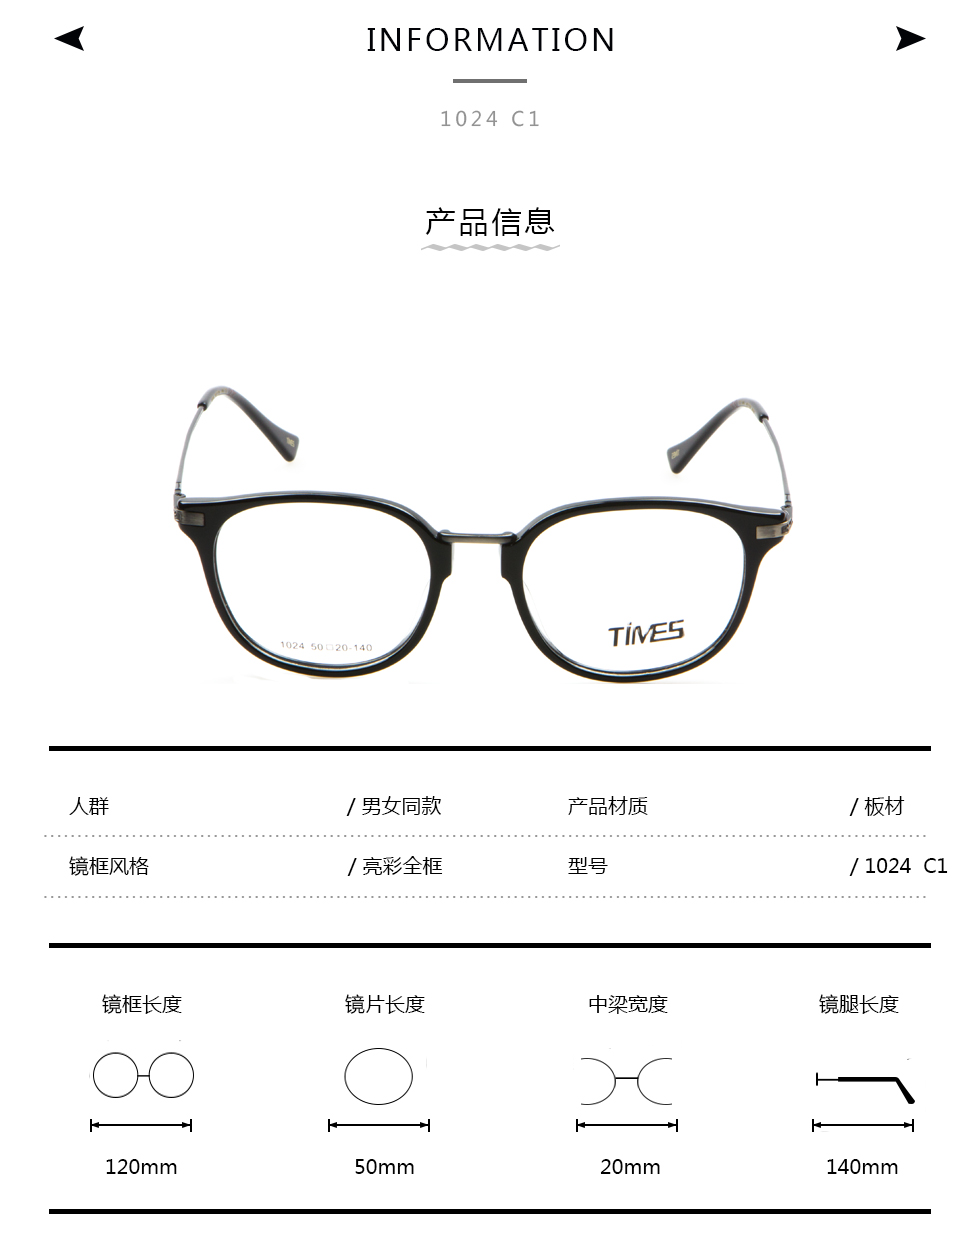 INFORMATION
1024 C1
产品信息
1024 50□20-140
TiMES
人群 / 男女同款 产品材质 / 板材
镜框风格 / 亮彩全框 型号 / 1024 C1
镜框长度 镜片长度 中梁宽度 镜腿长度
120mm 50mm 20mm 140mm